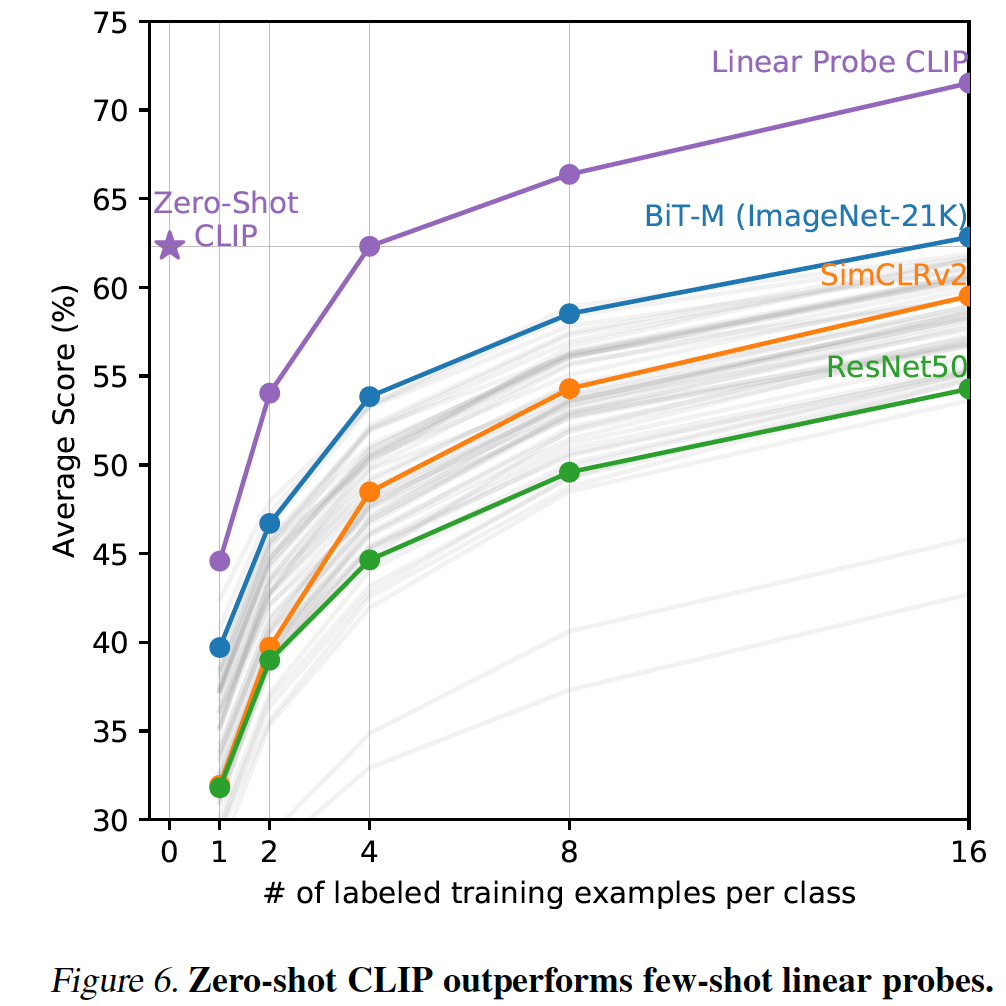 75
Linear Probe CLIP
70
65
Zero-Shot
CLIP
BiT-M (ImageNet-21K)
60
SimCLRv2
55
ResNet50
50
45
40
35
30
Average Score (%)
0 1 2 4 8 16
# of labeled training examples per class
Figure 6. Zero-shot CLIP outperforms few-shot linear probes.